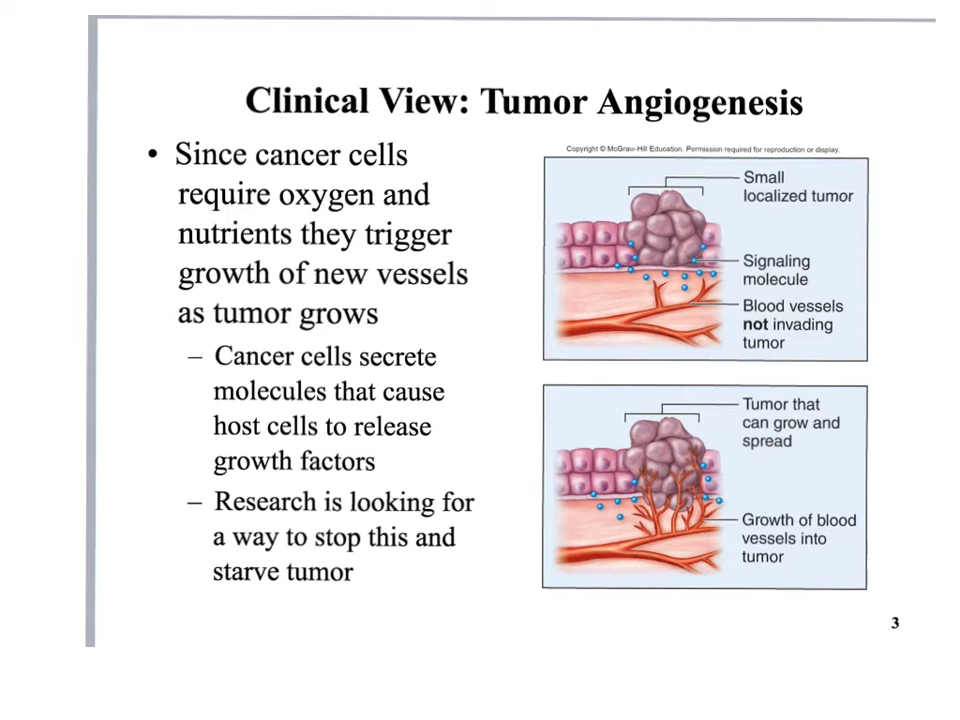 Clinical View: Tumor Angiogenesis
• Since cancer cells
require oxygen and
nutrients they trigger
growth of new vessels
as tumor grows
– Cancer cells secrete
molecules that cause
host cells to release
growth factors
– Research is looking for
a way to stop this and
starve tumor
Copyright © McGraw-Hill Education. Permission required for reproduction or display.
Small
localized tumor
Signaling
molecule
Blood vessels
not invading
tumor
Tumor that
can grow and
spread
Growth of blood
vessels into
tumor
3